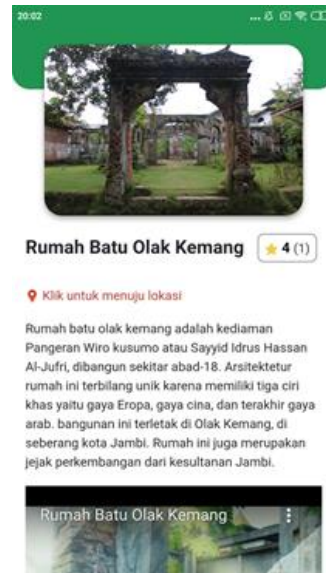 20:02
Rumah Batu Olak Kemang
4 (1)
Klik untuk menuju lokasi
Rumah batu olak kemang adalah kediaman
Pangeran Wiro kusumo atau Sayyid Idrus Hassan
Al-Jufri, dibangun sekitar abad-18. Arsitektetur
rumah ini terbilang unik karena memiliki tiga ciri
khas yaitu gaya Eropa, gaya cina, dan terakhir gaya
arab. bangunan ini terletak di Olak Kemang, di
seberang kota Jambi. Rumah ini juga merupakan
jejak perkembangan dari kesultanan Jambi.
Rumah Batu Olak Kemang